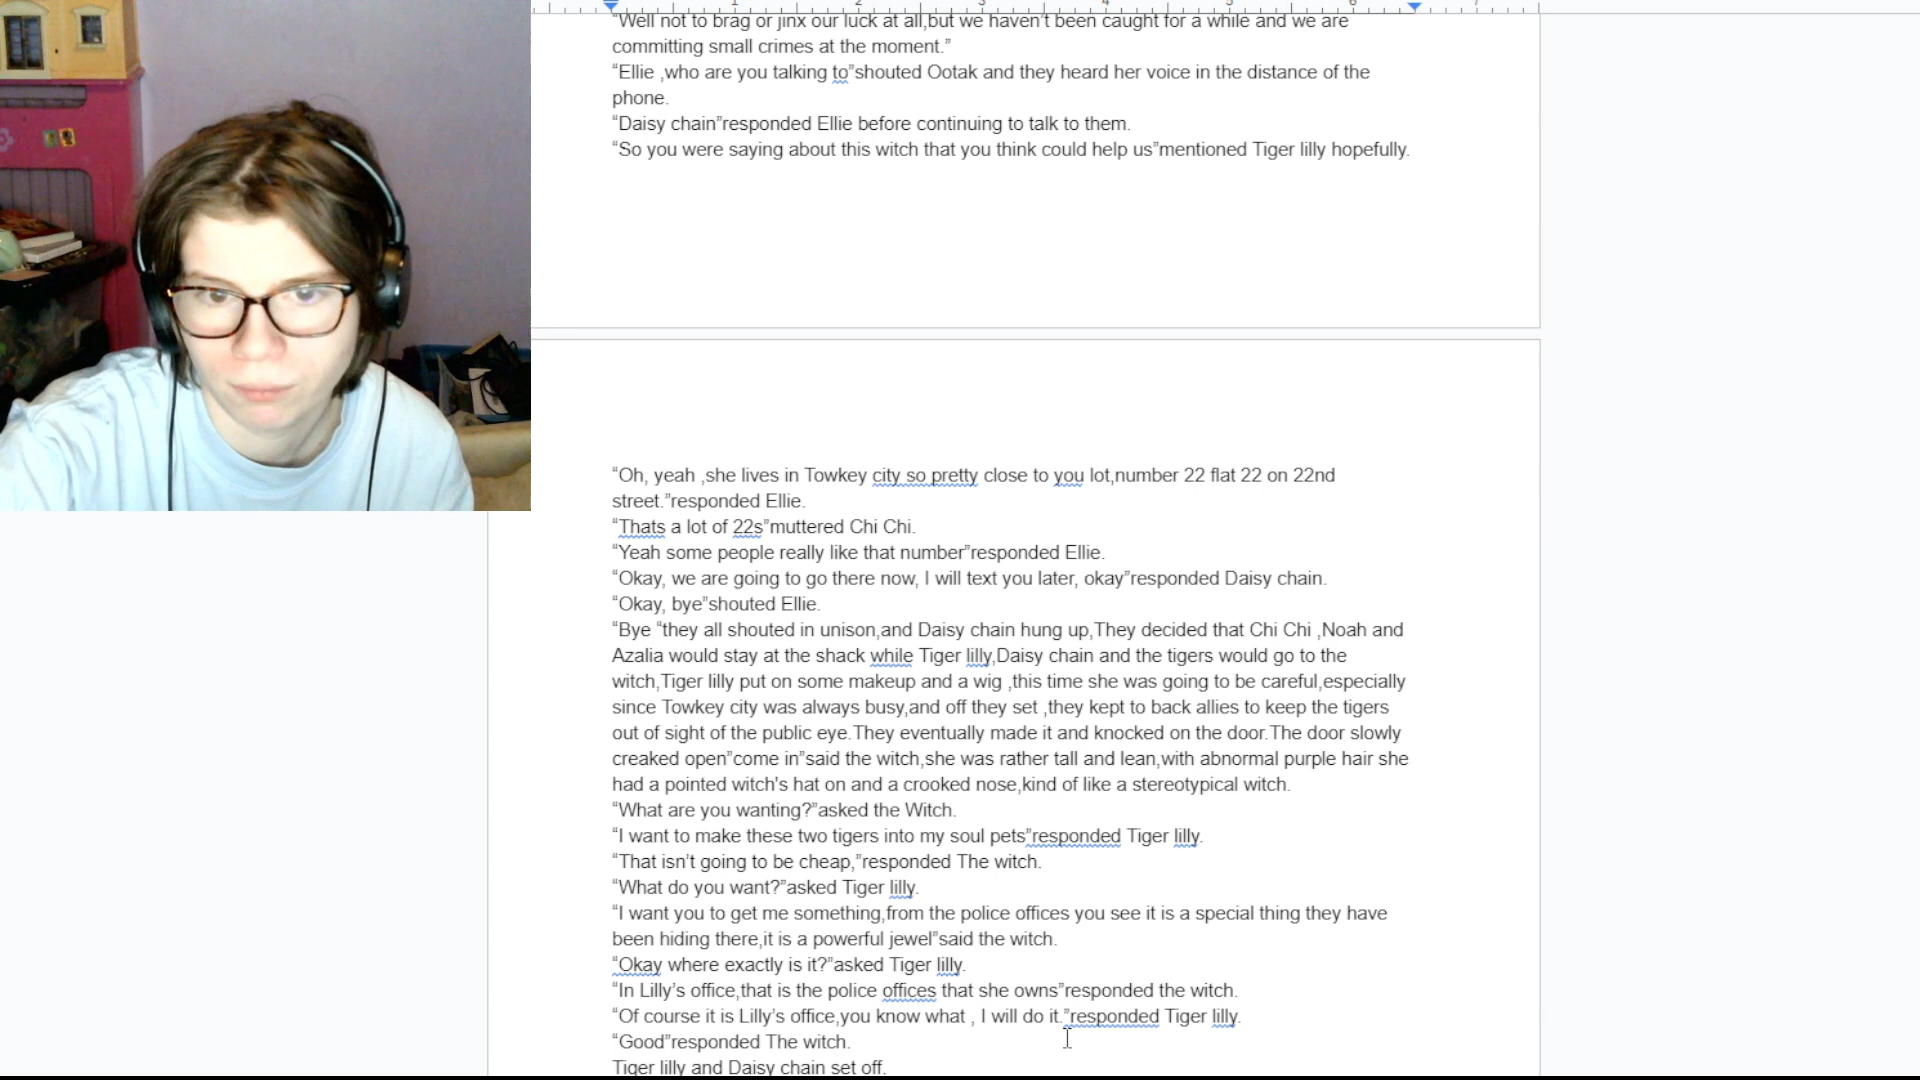 “Well not to brag or jinx our luck at all,but we haven’t been caught for a while and we are
committing small crimes at the moment.”
“Ellie ,who are you talking to”shouted Ootak and they heard her voice in the distance of the
phone.
“Daisy chain”responded Ellie before continuing to talk to them.
“So you were saying about this witch that you think could help us”mentioned Tiger lilly hopefully.
“Oh, yeah ,she lives in Towkey city so pretty close to you lot,number 22 flat 22 on 22nd
street.”responded Ellie.
“Thats a lot of 22s”muttered Chi Chi.
“Yeah some people really like that number”responded Ellie.
“Okay, we are going to go there now, I will text you later, okay”responded Daisy chain.
“Okay, bye”shouted Ellie.
“Bye “they all shouted in unison,and Daisy chain hung up,They decided that Chi Chi ,Noah and
Azalia would stay at the shack while Tiger lilly,Daisy chain and the tigers would go to the
witch,Tiger lilly put on some makeup and a wig ,this time she was going to be careful,especially
since Towkey city was always busy,and off they set ,they kept to back allies to keep the tigers
out of sight of the public eye.They eventually made it and knocked on the door.The door slowly
creaked open”come in”said the witch,she was rather tall and lean,with abnormal purple hair she
had a pointed witch's hat on and a crooked nose,kind of like a stereotypical witch.
“What are you wanting?”asked the Witch.
“I want to make these two tigers into my soul pets”responded Tiger lilly.
“That isn’t going to be cheap,”responded The witch.
“What do you want?”asked Tiger lilly.
“I want you to get me something,from the police offices you see it is a special thing they have
been hiding there,it is a powerful jewel”said the witch.
“Okay where exactly is it?”asked Tiger lilly.
“In Lilly’s office,that is the police offices that she owns”responded the witch.
“Of course it is Lilly’s office,you know what , I will do it.”responded Tiger lilly.
“Good”responded The witch.
Tiger lilly and Daisy chain set off.